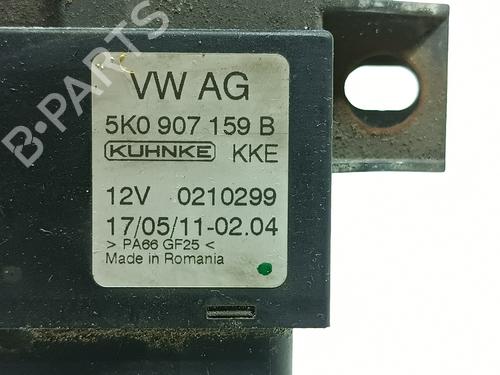 VW AG
5K0 907 159 B
KUHNKE KKE
12V 0210299
17/05/11-02.04
> PA66 GF25 <
Made in Romania
B-PARTS